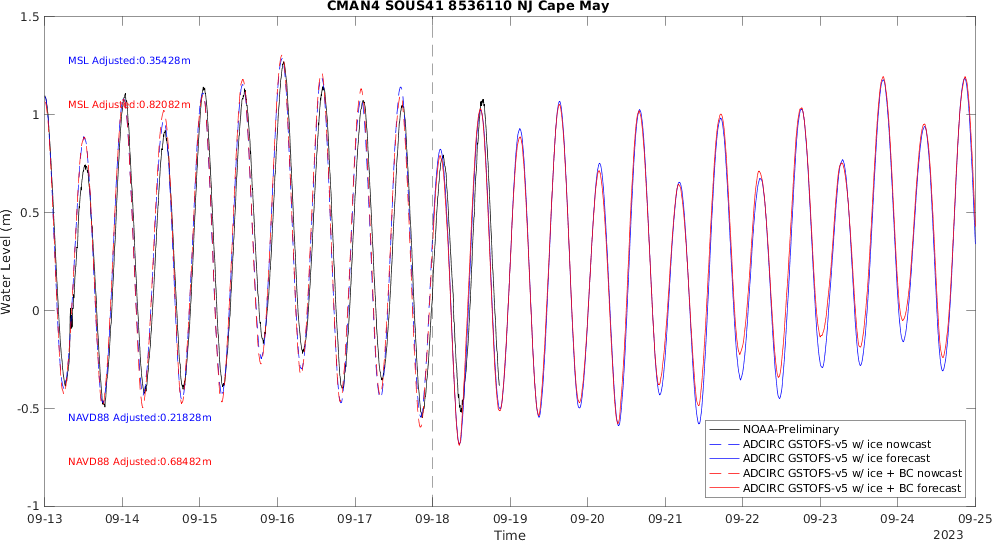 CMAN4 SOUS41 8536110 NJ Cape May
1.5
1
0.5
0
-0.5
-1
Water Level (m)
MSL Adjusted:0.35428m
MSL Adjusted:0.82082m
NAVD88 Adjusted:0.21828m
NAVD88 Adjusted:0.68482m
NOAA-Preliminary
ADCIRC GSTOFS-v5 w/ ice nowcast
ADCIRC GSTOFS-v5 w/ ice forecast
ADCIRC GSTOFS-v5 w/ ice + BC nowcast
ADCIRC GSTOFS-v5 w/ ice + BC forecast
09-13 09-14 09-15 09-16 09-17 09-18 09-19 09-20 09-21 09-22 09-23 09-24 09-25
Time
2023